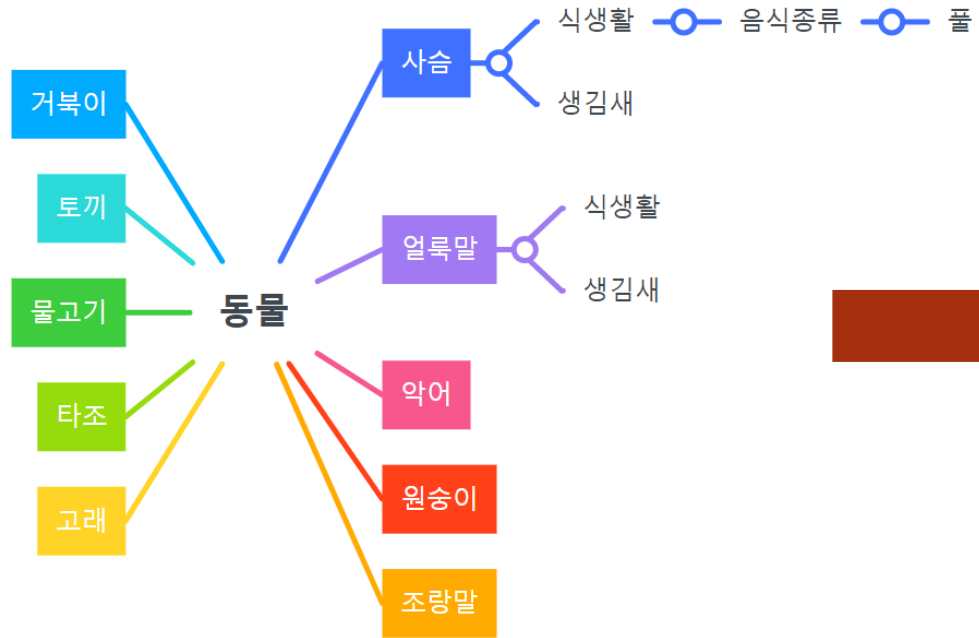 동물
사슴
식생활
음식종류
풀
생김새
얼룩말
식생활
생김새
악어
원숭이
조랑말
거북이
토끼
물고기
타조
고래